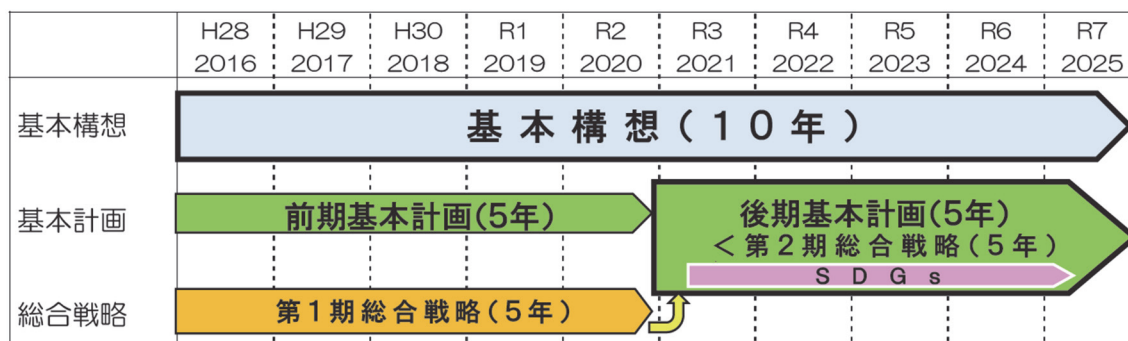 H28 H29 H30 R1 R2 R3 R4 R5 R6 R7
2016 2017 2018 2019 2020 2021 2022 2023 2024 2025
基本構想
基本構想(10年)
基本計画
前期基本計画(5年)
後期基本計画(5年)
<第2期総合戦略(5年)
SDGs
総合戦略
第1期総合戦略(5年)